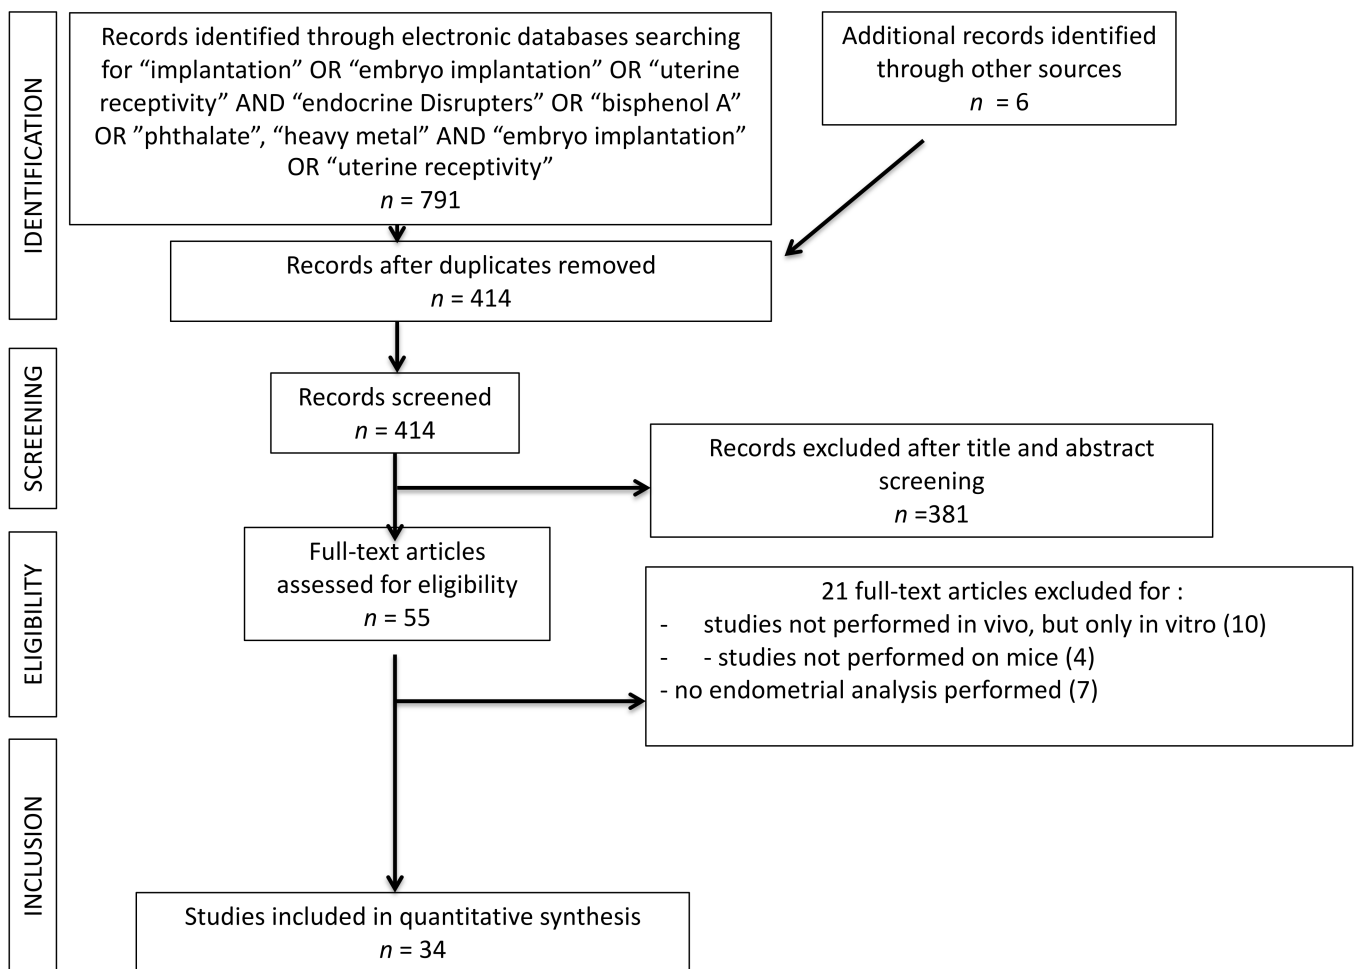 IDENTIFICATION
Records identified through electronic databases searching
for “implantation” OR “embryo implantation” OR “uterine
receptivity” AND “endocrine Disrupters” OR “bisphenol A”
OR ”phthalate”, “heavy metal” AND “embryo implantation”
OR “uterine receptivity”
n = 791
Additional records identified
through other sources
n = 6
Records after duplicates removed
n = 414
SCREENING
Records screened
n = 414
Records excluded after title and abstract
screening
n =381
ELIGIBILITY
Full-text articles
assessed for eligibility
n = 55
21 full-text articles excluded for :
- studies not performed in vivo, but only in vitro (10)
- - studies not performed on mice (4)
- no endometrial analysis performed (7)
INCLUSION
Studies included in quantitative synthesis
n = 34